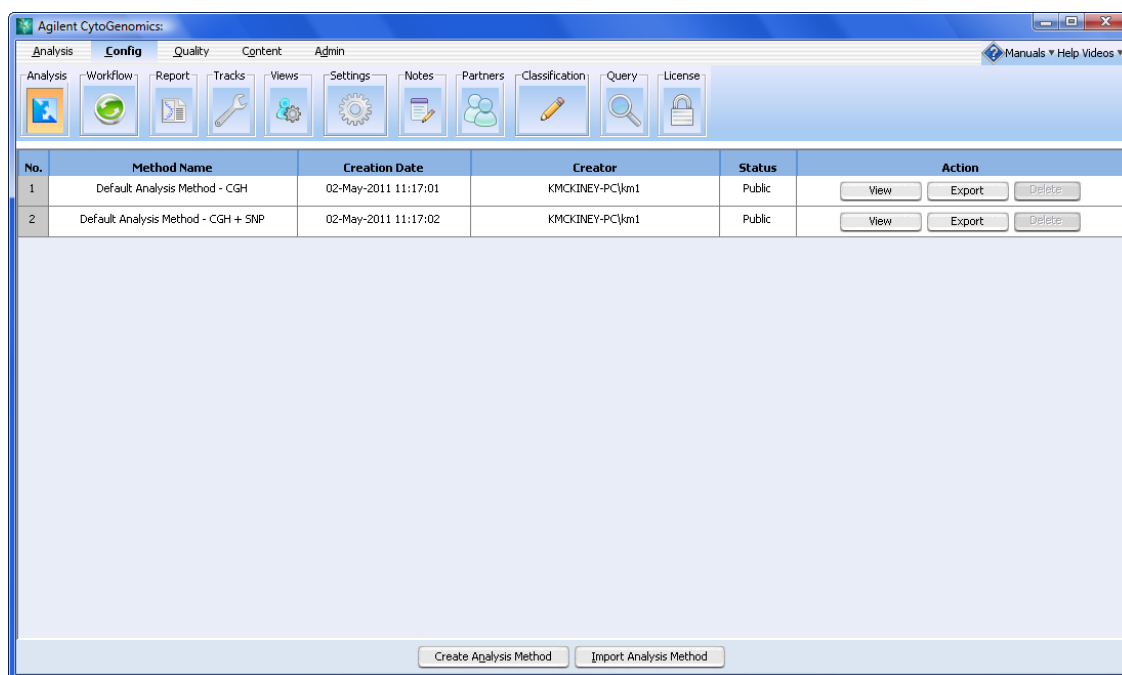 Agilent CytoGenomics:
Analysis Config Quality Content Admin
Manuals Help Videos
Analysis Workflow Report Tracks Views Settings Notes Partners Classification Query License
No. Method Name Creation Date Creator Status Action
1 Default Analysis Method - CGH 02-May-2011 11:17:01 KMCKINEY-PC\km1 Public View Export Delete
2 Default Analysis Method - CGH + SNP 02-May-2011 11:17:02 KMCKINEY-PC\km1 Public View Export Delete
Create Analysis Method Import Analysis Method